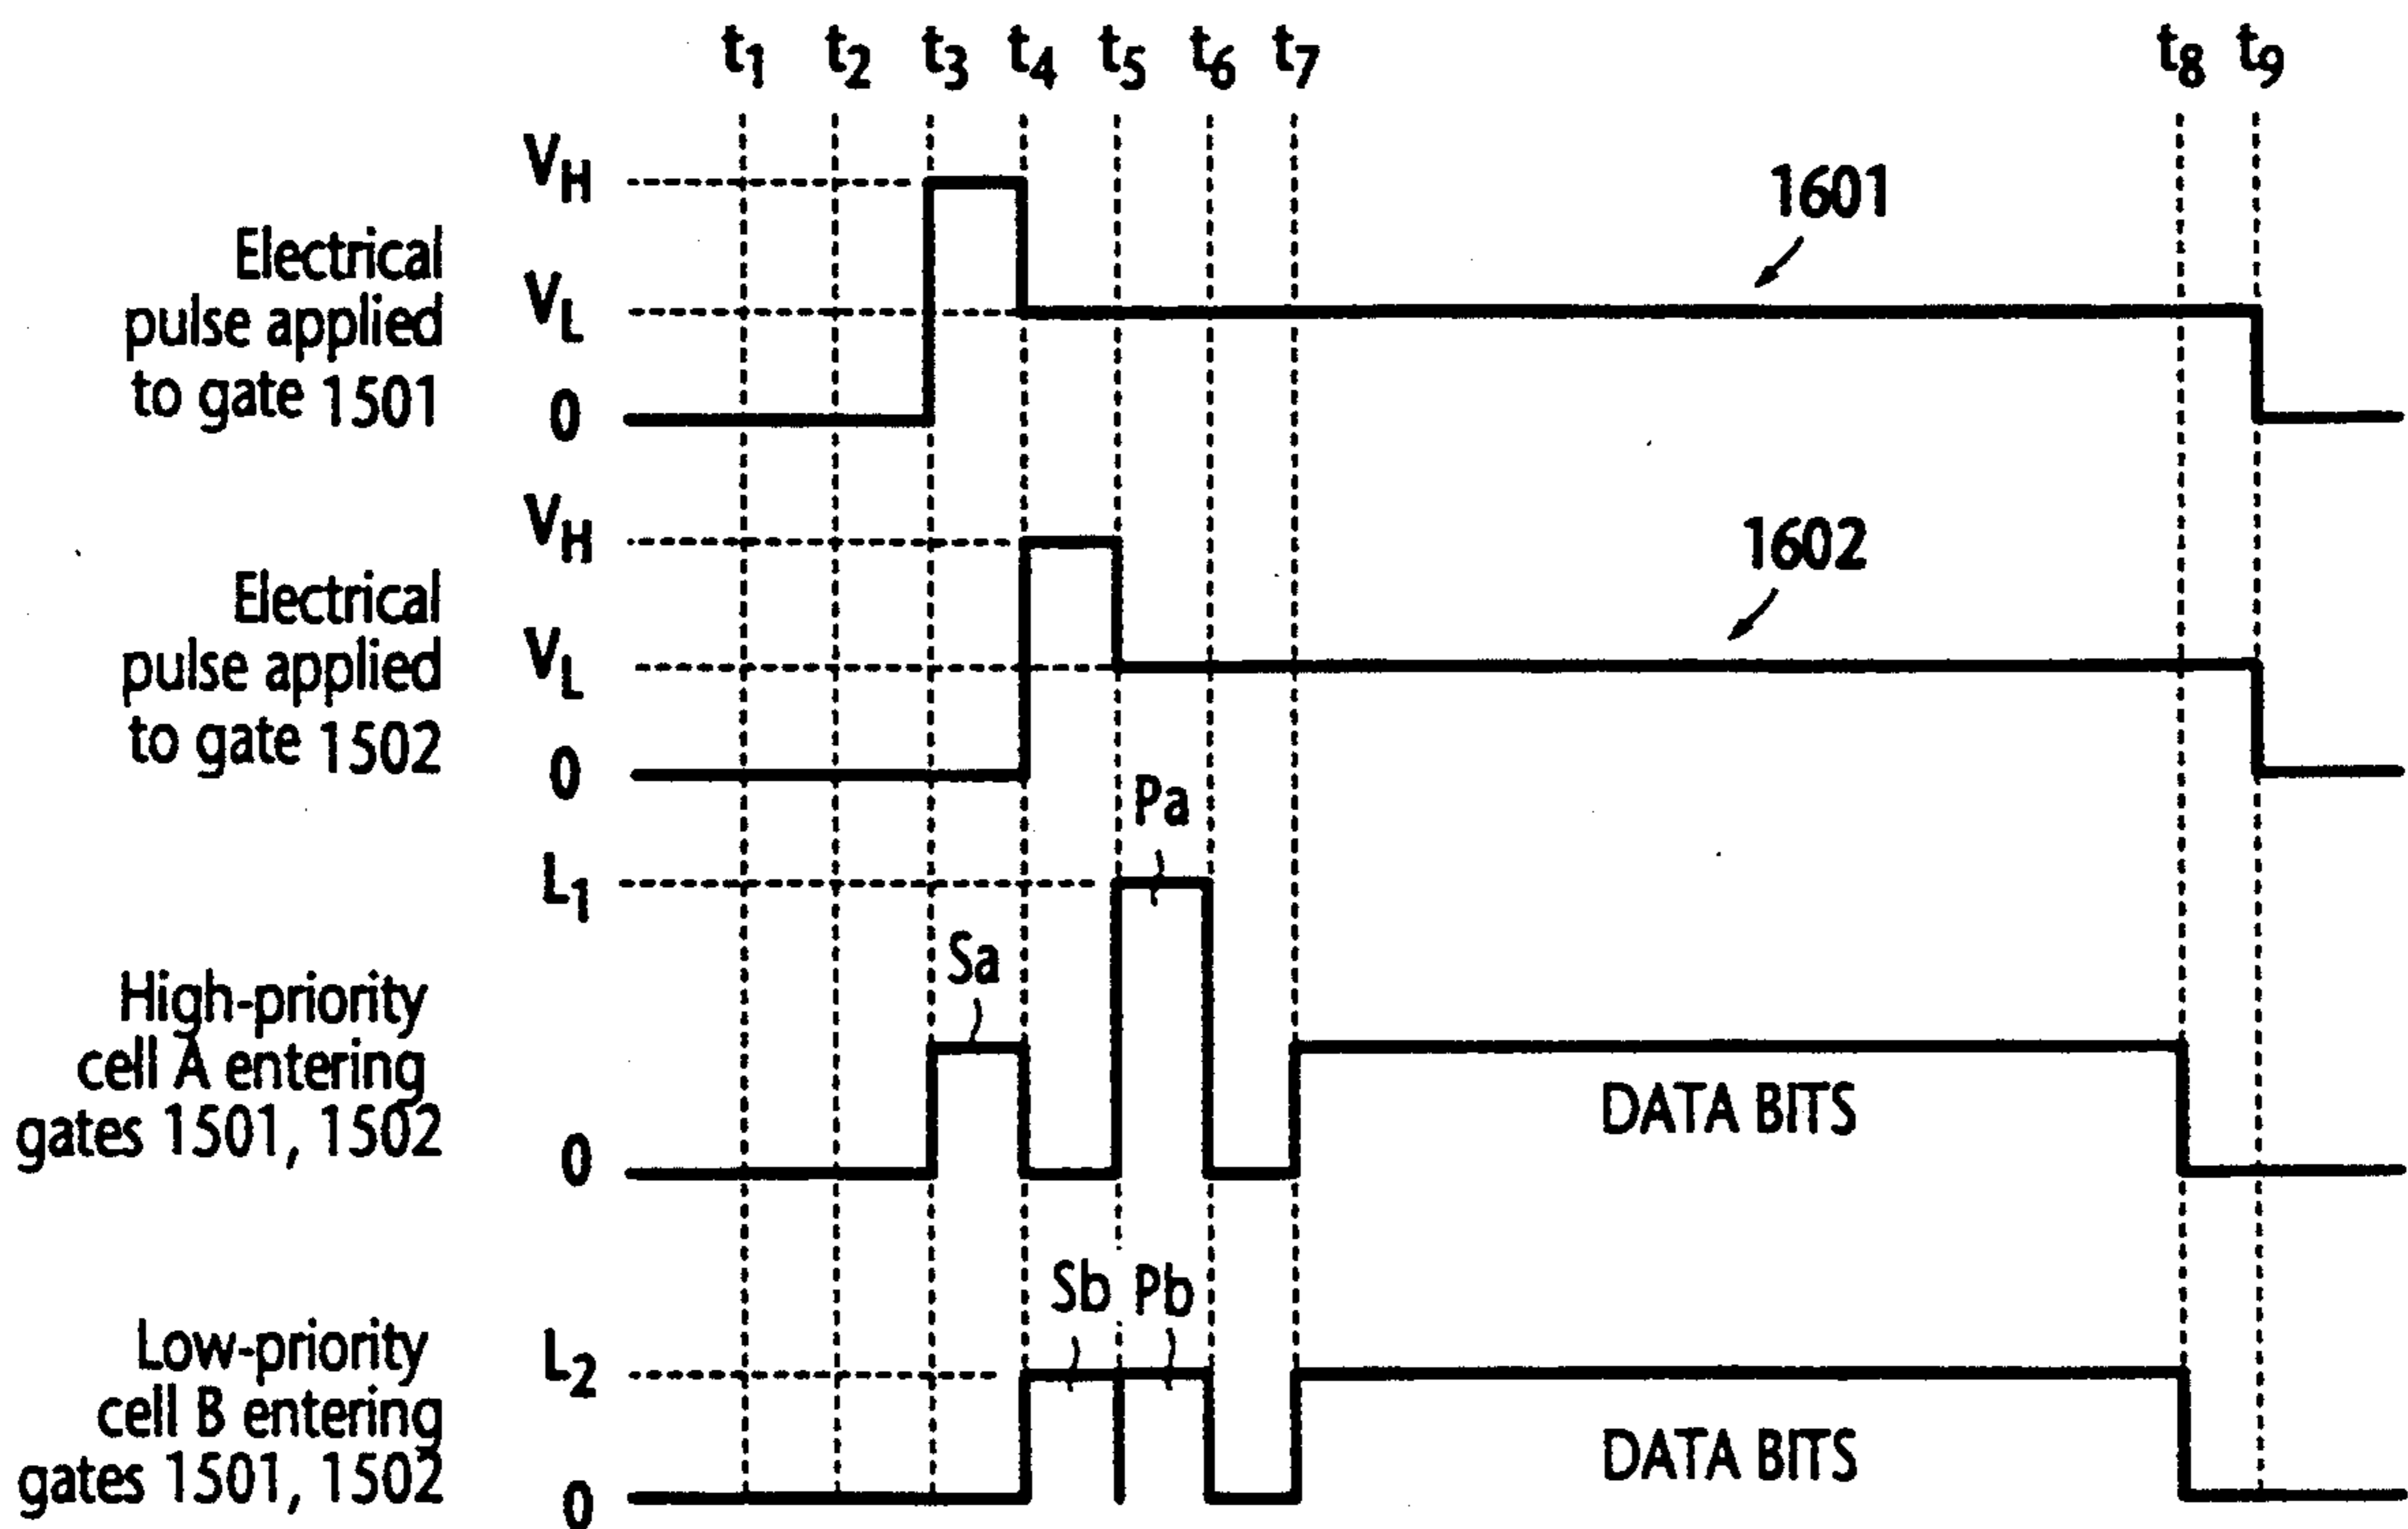 t1 t2 t3 t4 t5 t6 t7 t8 t9
VH
1601
Electrical
pulse applied
to gate 1501
VL
0
VH
1602
Electrical
pulse applied
to gate 1502
VL
0
Pa
L1
Sa
High-priority
cell A entering
gates 1501, 1502
DATA BITS
0
Sb Pb
Low-priority
cell B entering
gates 1501, 1502
L2
DATA BITS
0